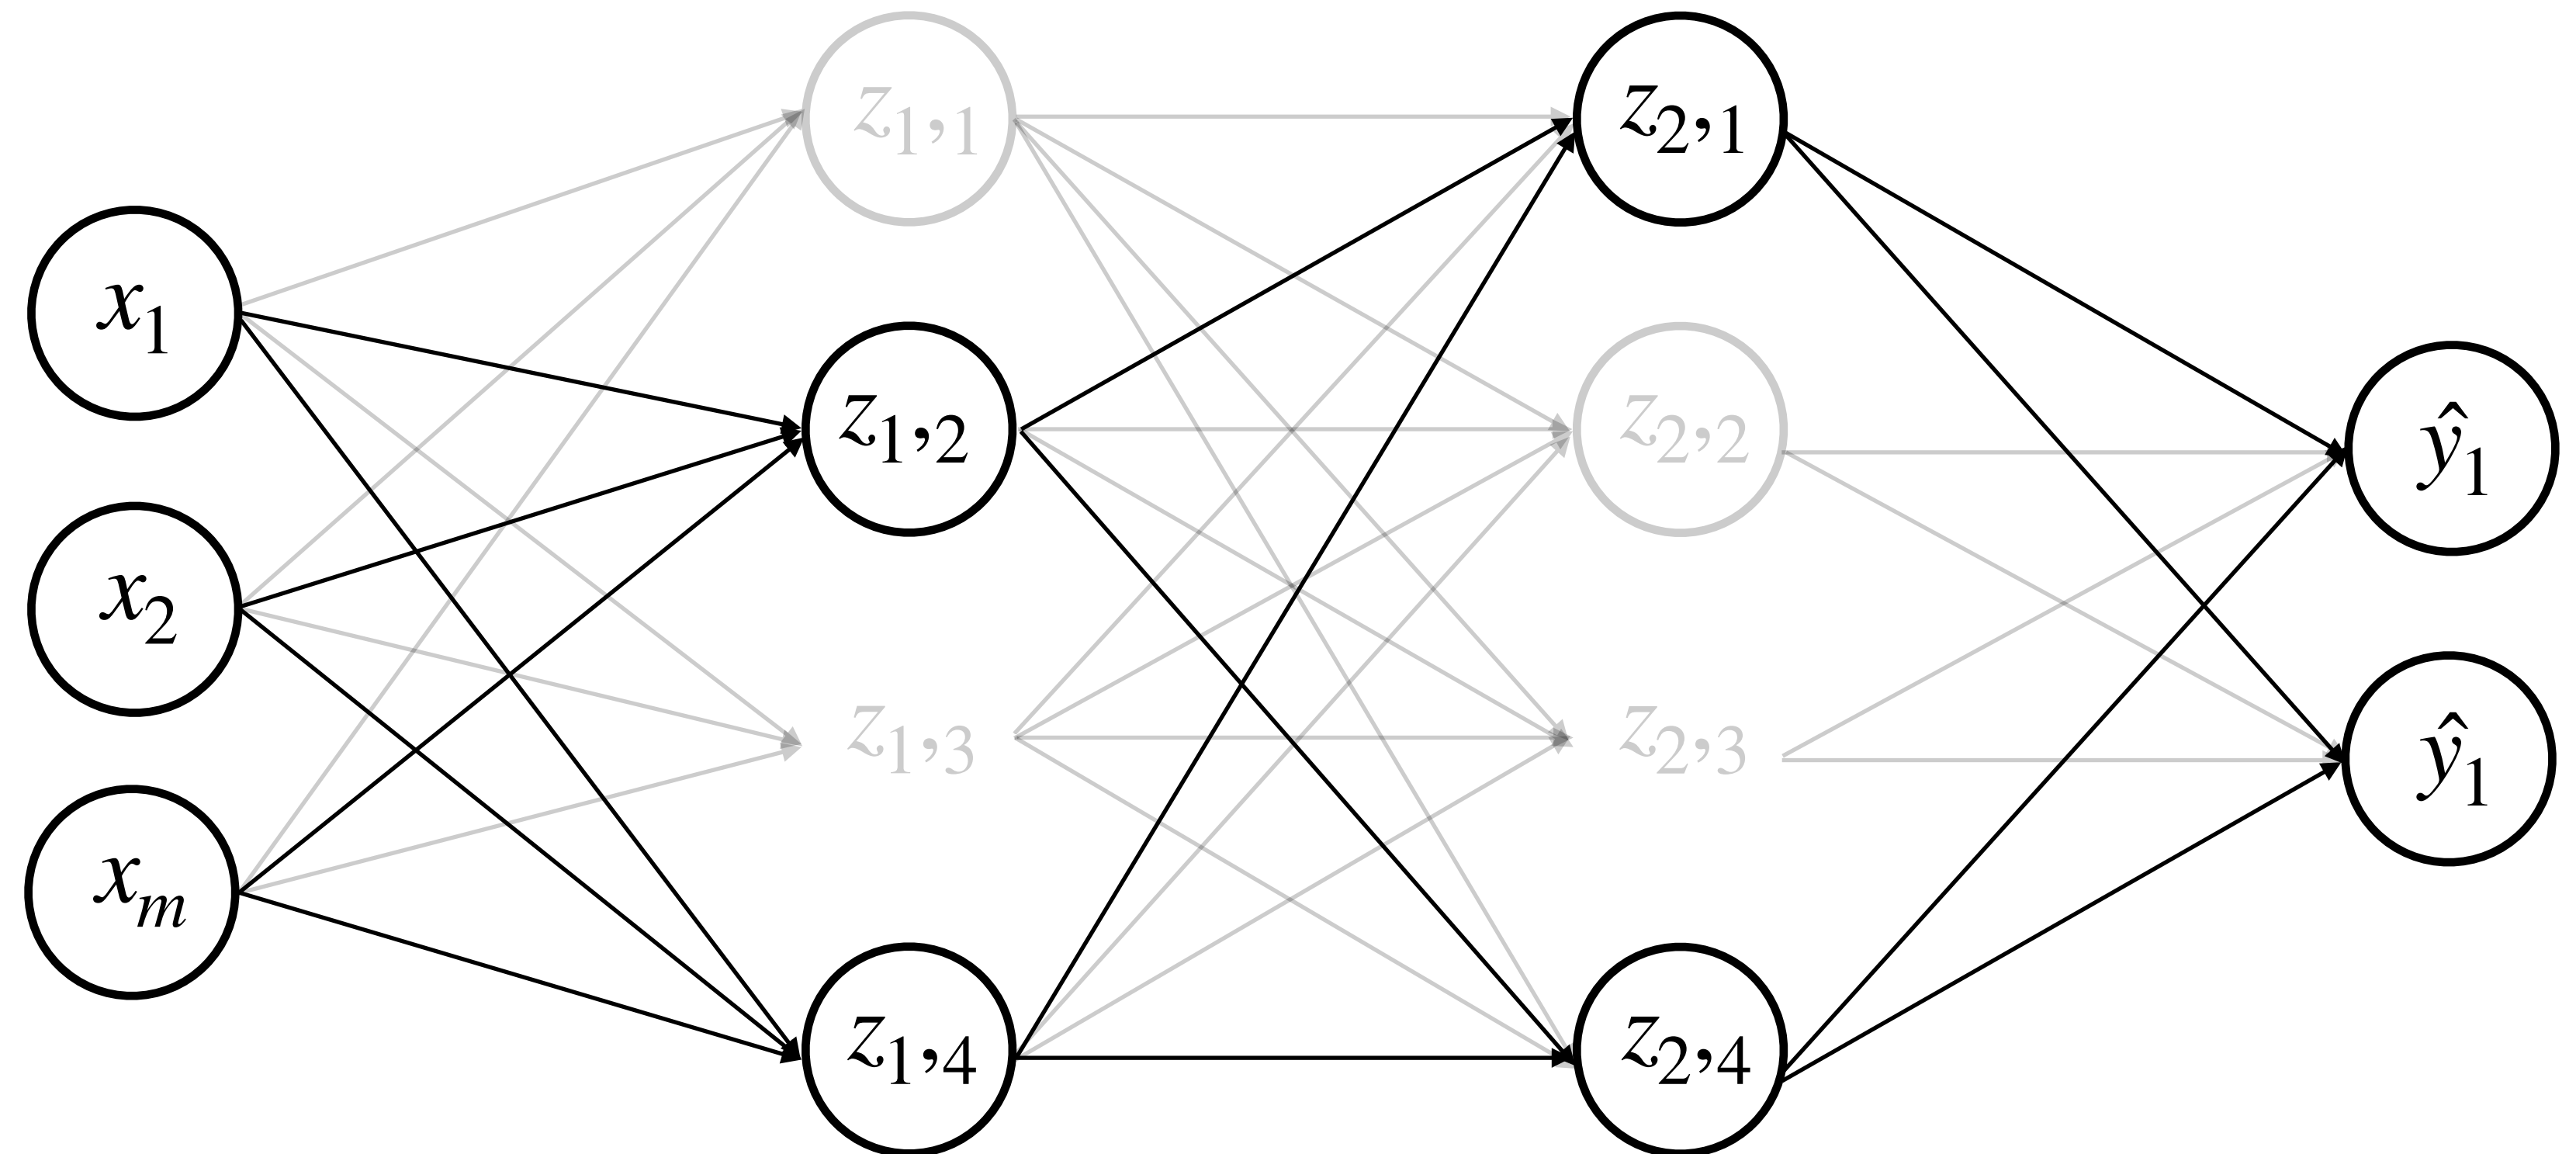 x₁
x₂
xₘ
z₁,₁
z₁,₂
z₁,₃
z₁,₄
z₂,₁
z₂,₂
z₂,₃
z₂,₄
ŷ₁
ŷ₁